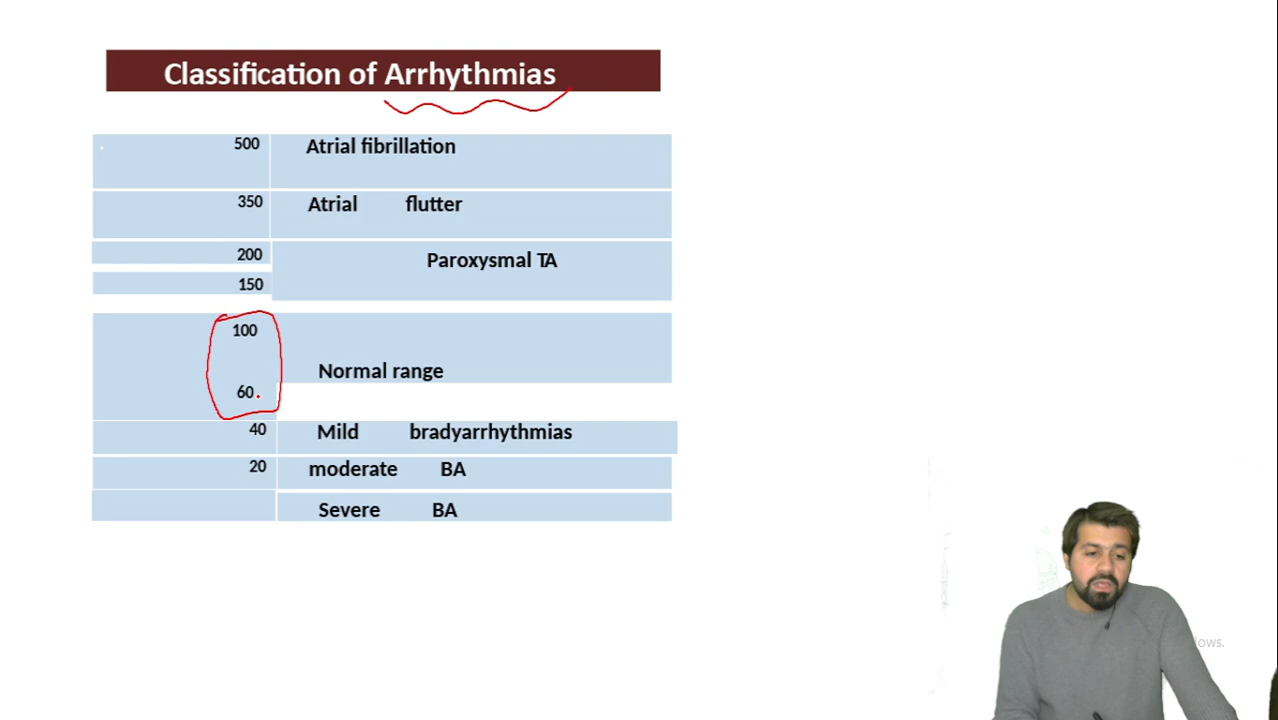 Classification of Arrhythmias
500 Atrial fibrillation
350 Atrial flutter
200 Paroxysmal TA
150
100
Normal range
60
40 Mild bradyarrhythmias
20 moderate BA
Severe BA